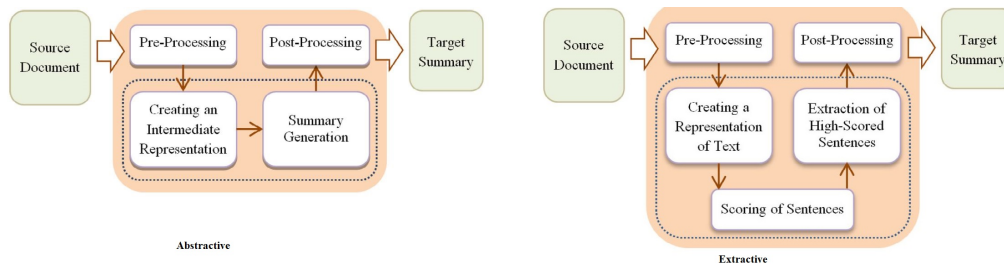 Source
Document
Pre-Processing
Post-Processing
Target
Summary
Creating an
Intermediate
Representation
Summary
Generation
Abstractive
Source
Document
Pre-Processing
Post-Processing
Target
Summary
Creating a
Representation
of Text
Extraction of
High-Scored
Sentences
Scoring of Sentences
Extractive